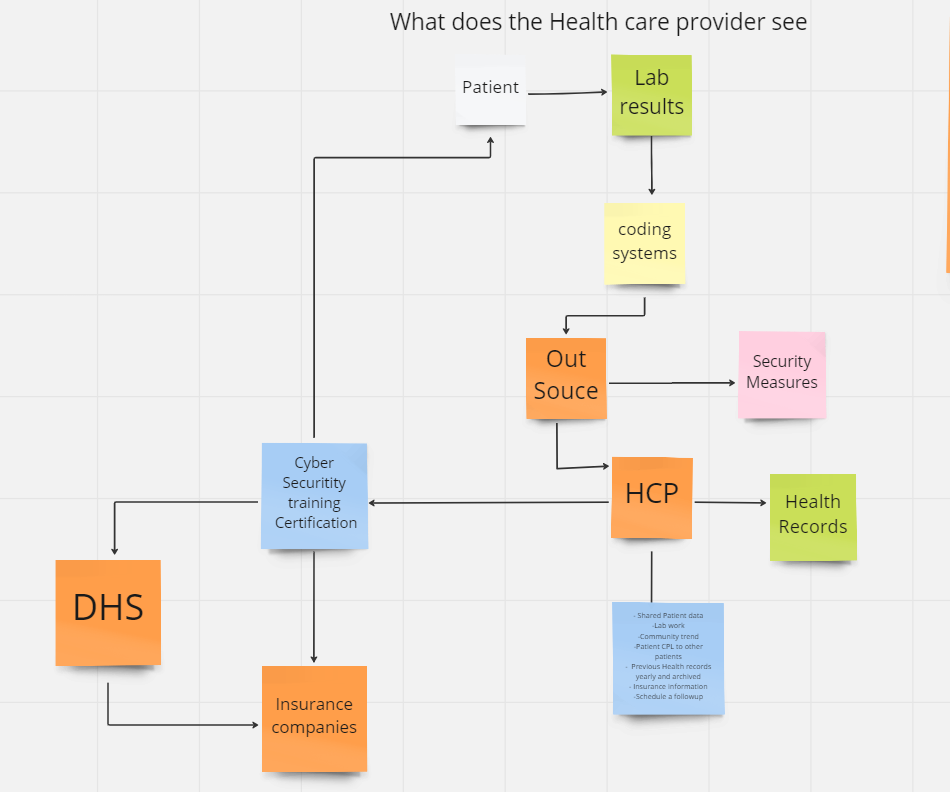 What does the Health care provider see
Patient
Lab
results
coding
systems
Out
Souce
Security
Measures
Cyber
Securitity
training
Certification
HCP
Health
Records
DHS
- Shared Patient data
-Lab work
-Community trend
-Patient CPL to other
patients
- Previous Health records
yearly and archived
- Insurance information
-Schedule a followup
Insurance
companies